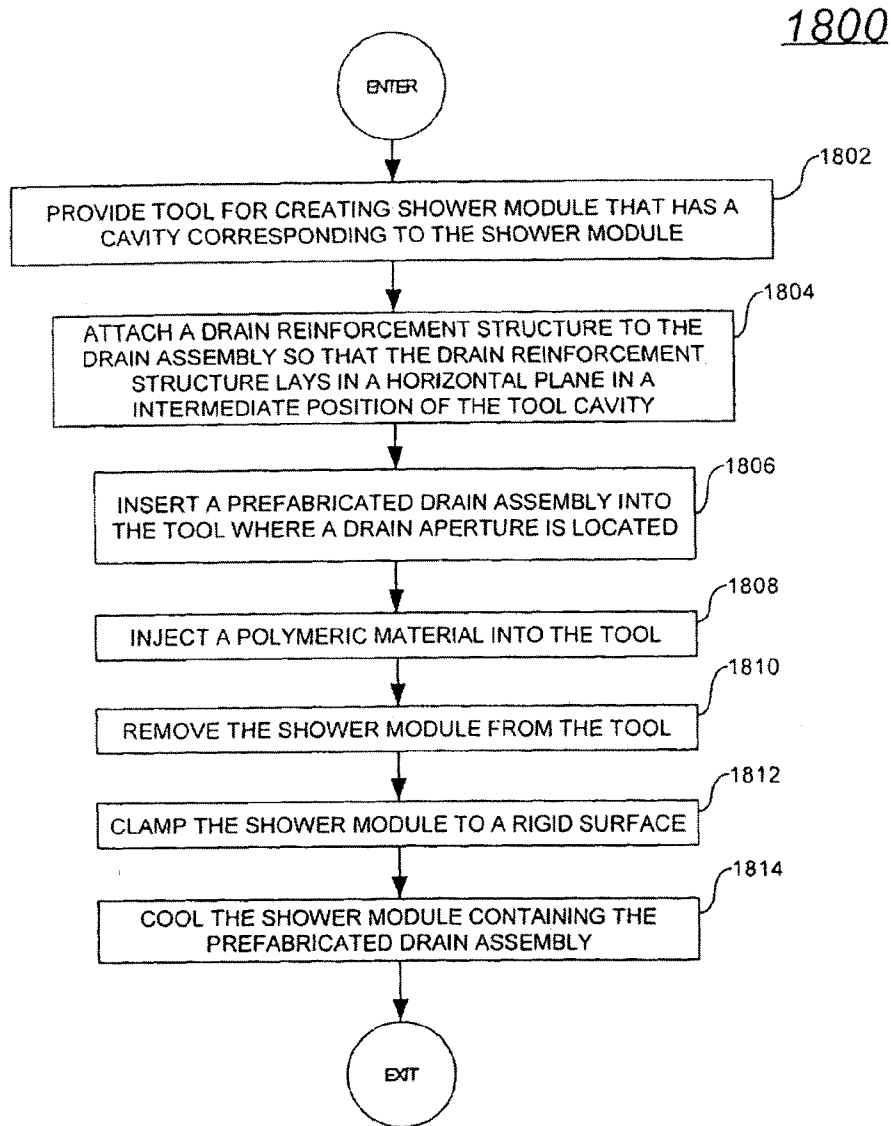 1800
ENTER
1802
PROVIDE TOOL FOR CREATING SHOWER MODULE THAT HAS A
CAVITY CORRESPONDING TO THE SHOWER MODULE
1804
ATTACH A DRAIN REINFORCEMENT STRUCTURE TO THE
DRAIN ASSEMBLY SO THAT THE DRAIN REINFORCEMENT
STRUCTURE LAYS IN A HORIZONTAL PLANE IN A
INTERMEDIATE POSITION OF THE TOOL CAVITY
1806
INSERT A PREFABRICATED DRAIN ASSEMBLY INTO
THE TOOL WHERE A DRAIN APERTURE IS LOCATED
1808
INJECT A POLYMERIC MATERIAL INTO THE TOOL
1810
REMOVE THE SHOWER MODULE FROM THE TOOL
1812
CLAMP THE SHOWER MODULE TO A RIGID SURFACE
1814
COOL THE SHOWER MODULE CONTAINING THE
PREFABRICATED DRAIN ASSEMBLY
EXIT